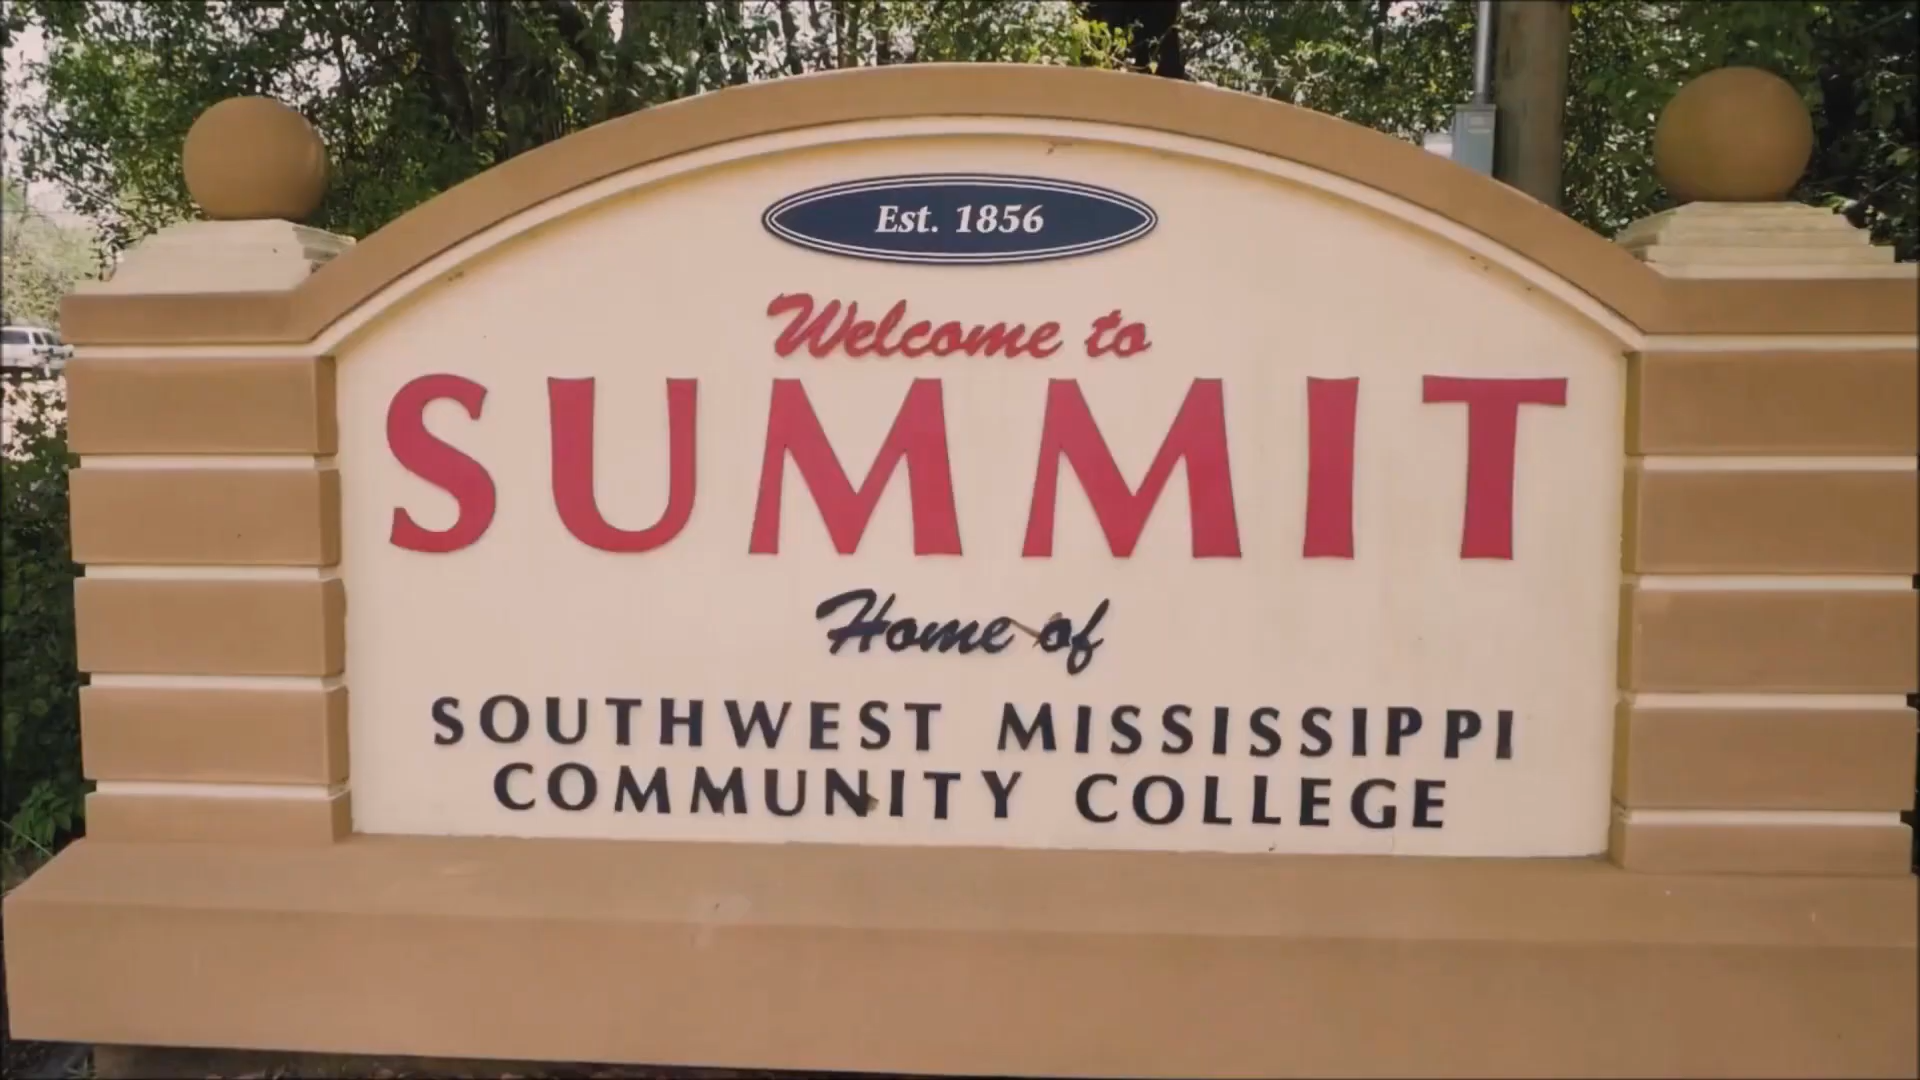 Est. 1856
Welcome to
SUMMIT
Home of
SOUTHWEST MISSISSIPPI
COMMUNITY COLLEGE